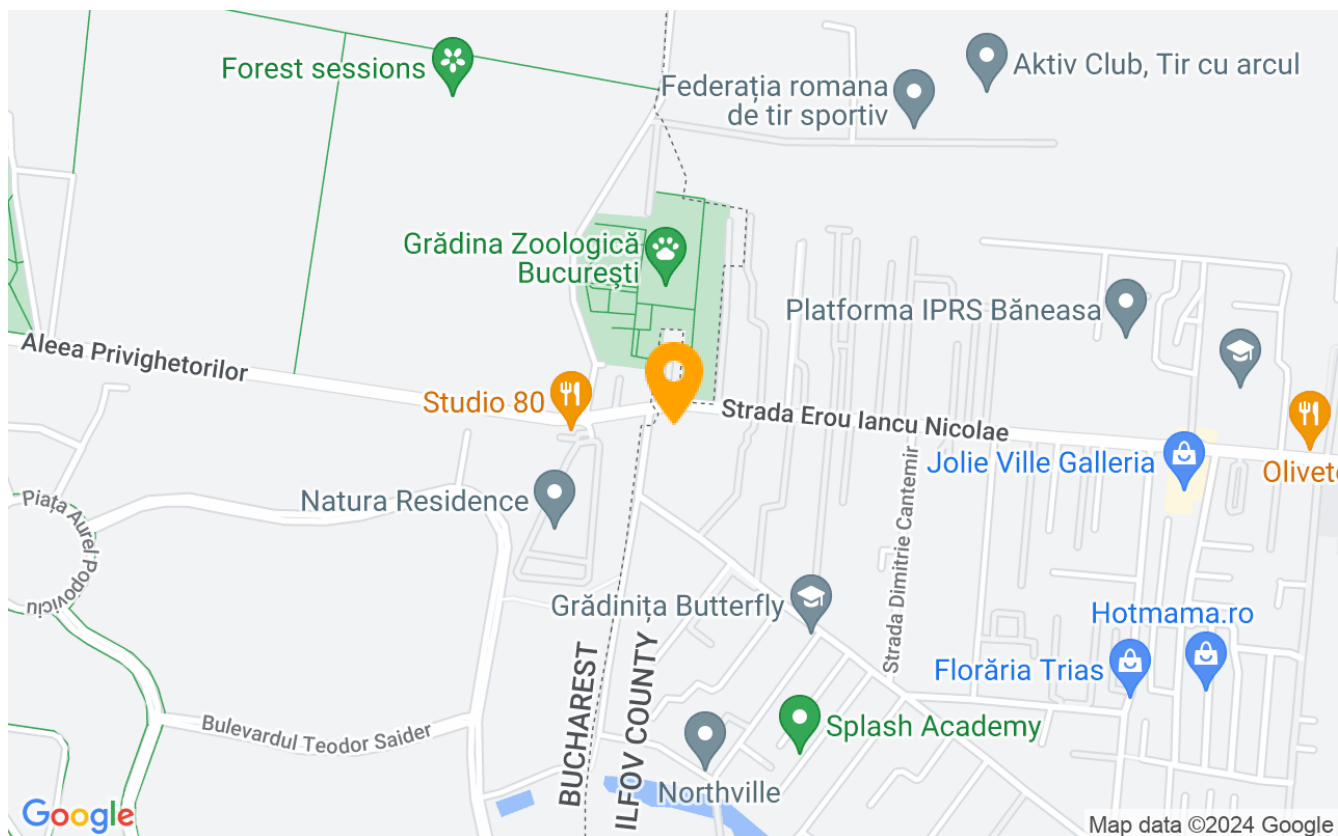 Forest sessions
Federația romana
de tir sportiv
Aktiv Club, Tir cu arcul
Grădina Zoologică
București
Platforma IPRS Băneasa
Aleea Privighetorilor
Studio 80
Strada Erou Iancu Nicolae
Jolie Ville Galleria
Oliveto
Natura Residence
Piața Aurel Popoviciu
Strada Dimitrie Cantemir
Grădinița Butterfly
Hotmama.ro
Florăria Trias
BUCHAREST
ILFOV COUNTY
Bulevardul Teodor Saider
Splash Academy
Northville
Google
Map data ©2024 Google